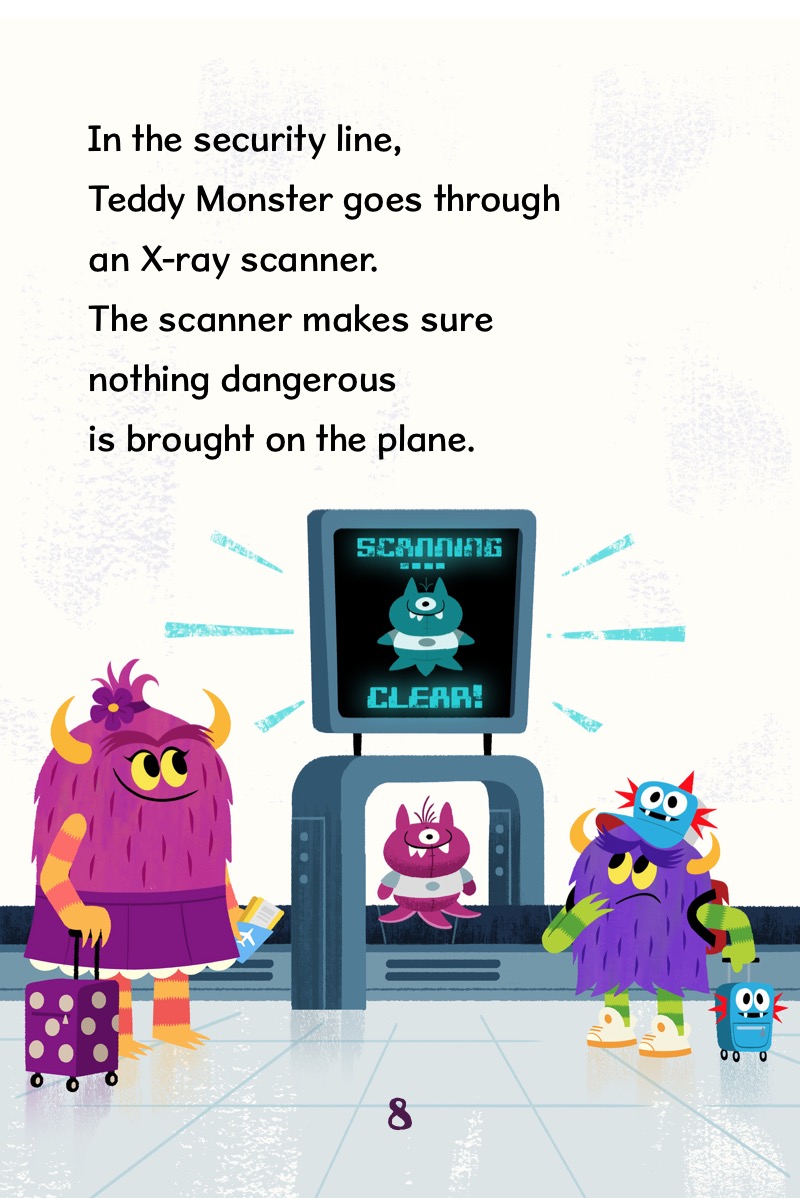 In the security line,
Teddy Monster goes through
an X-ray scanner.
The scanner makes sure
nothing dangerous
is brought on the plane.
SCANNING
CLEAR!
8